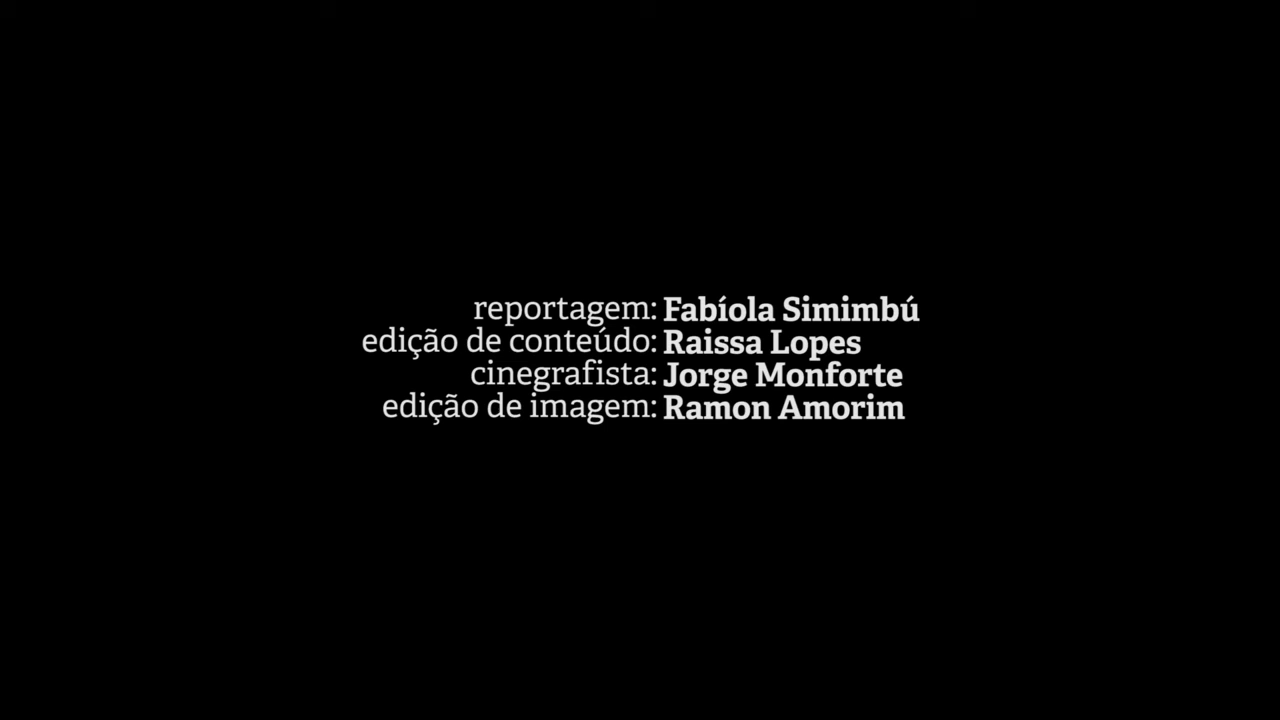 reportagem: Fabíola Simimbú
edição de conteúdo: Raissa Lopes
cinegrafista: Jorge Monforte
edição de imagem: Ramon Amorim